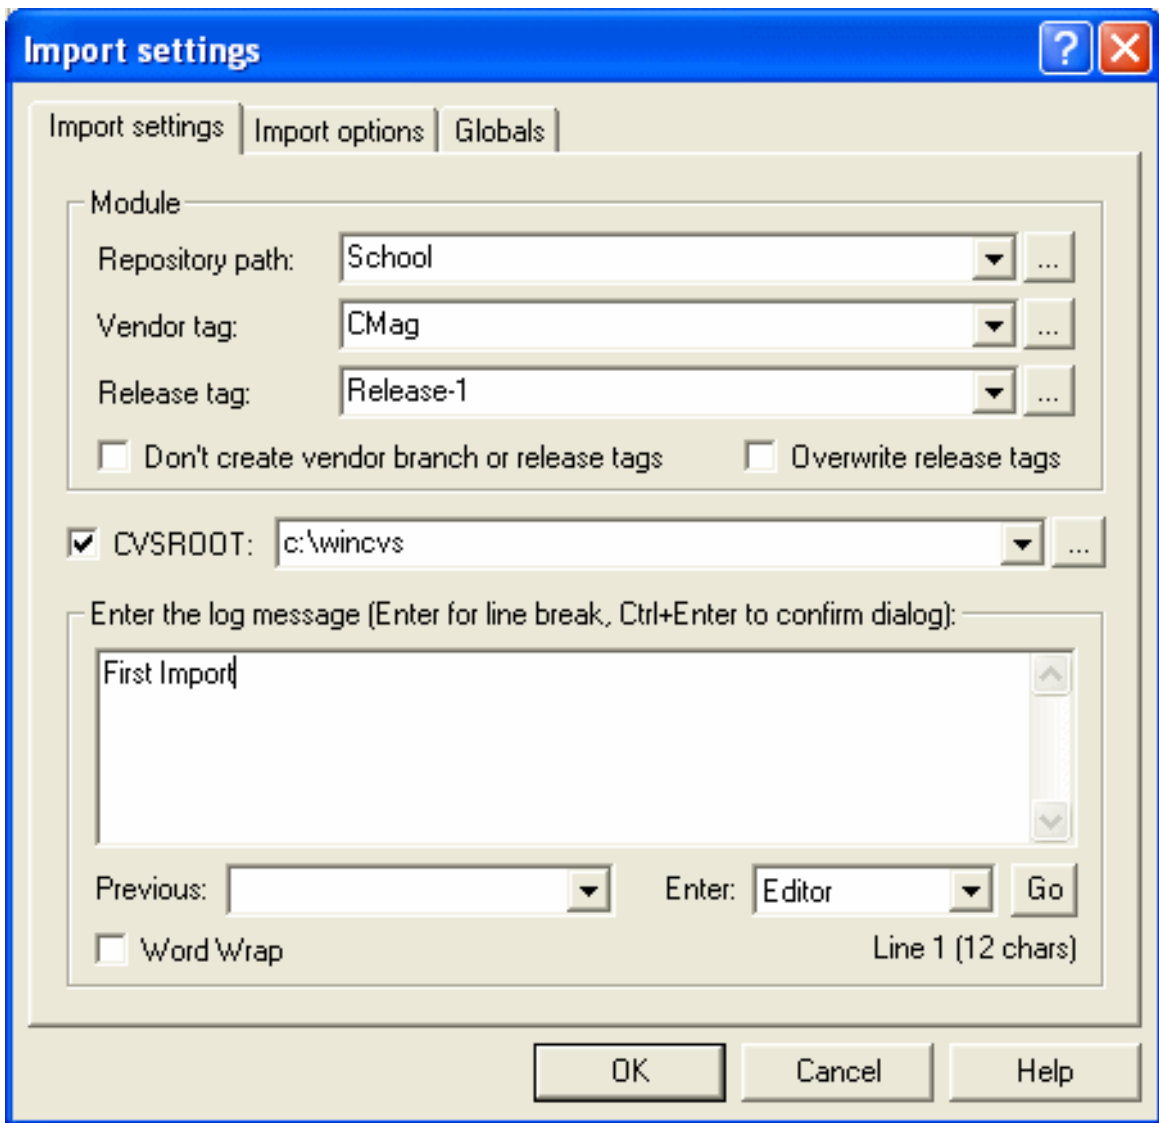 Import settings
Import settings Import options Globals
Module
Repository path: School ...
Vendor tag: CMag ...
Release tag: Release-1 ...
Don't create vendor branch or release tags Overwrite release tags
CVSROOT: c:\wincvs ...
Enter the log message (Enter for line break, Ctrl+Enter to confirm dialog):
First Import
Previous: Enter: Editor Go
Word Wrap Line 1 (12 chars)
OK Cancel Help